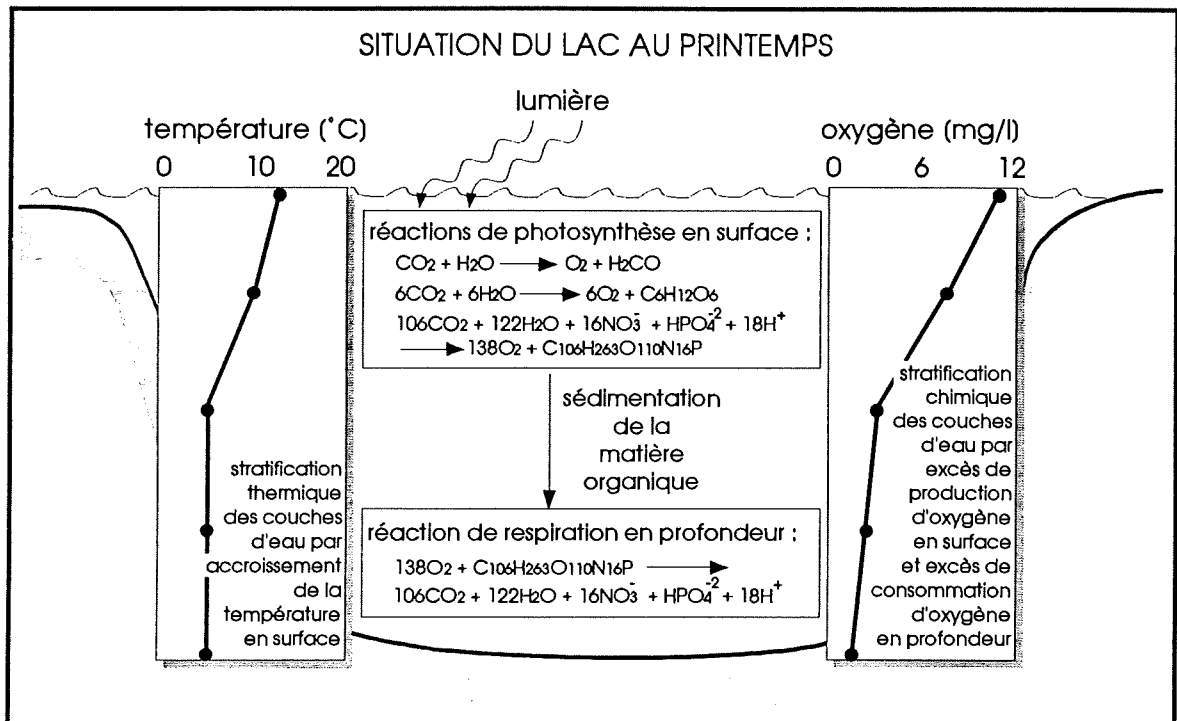 SITUATION DU LAC AU PRINTEMPS
lumière
température (°C)
0 10 20
oxygène (mg/l)
0 6 12
réactions de photosynthèse en surface :
CO2 + H2O ⟶ O2 + H2CO
6CO2 + 6H2O ⟶ 6O2 + C6H12O6
106CO2 + 122H2O + 16NO3⁻ + HPO4⁻² + 18H⁺
⟶ 138O2 + C106H263O110N16P
sédimentation
de la
matière
organique
réaction de respiration en profondeur :
138O2 + C106H263O110N16P ⟶
106CO2 + 122H2O + 16NO3⁻ + HPO4⁻² + 18H⁺
stratification
thermique
des couches
d'eau par
accroissement
de la
température
en surface
stratification
chimique
des couches
d'eau par
excès de
production
d'oxygène
en surface
et excès de
consommation
d'oxygène
en profondeur